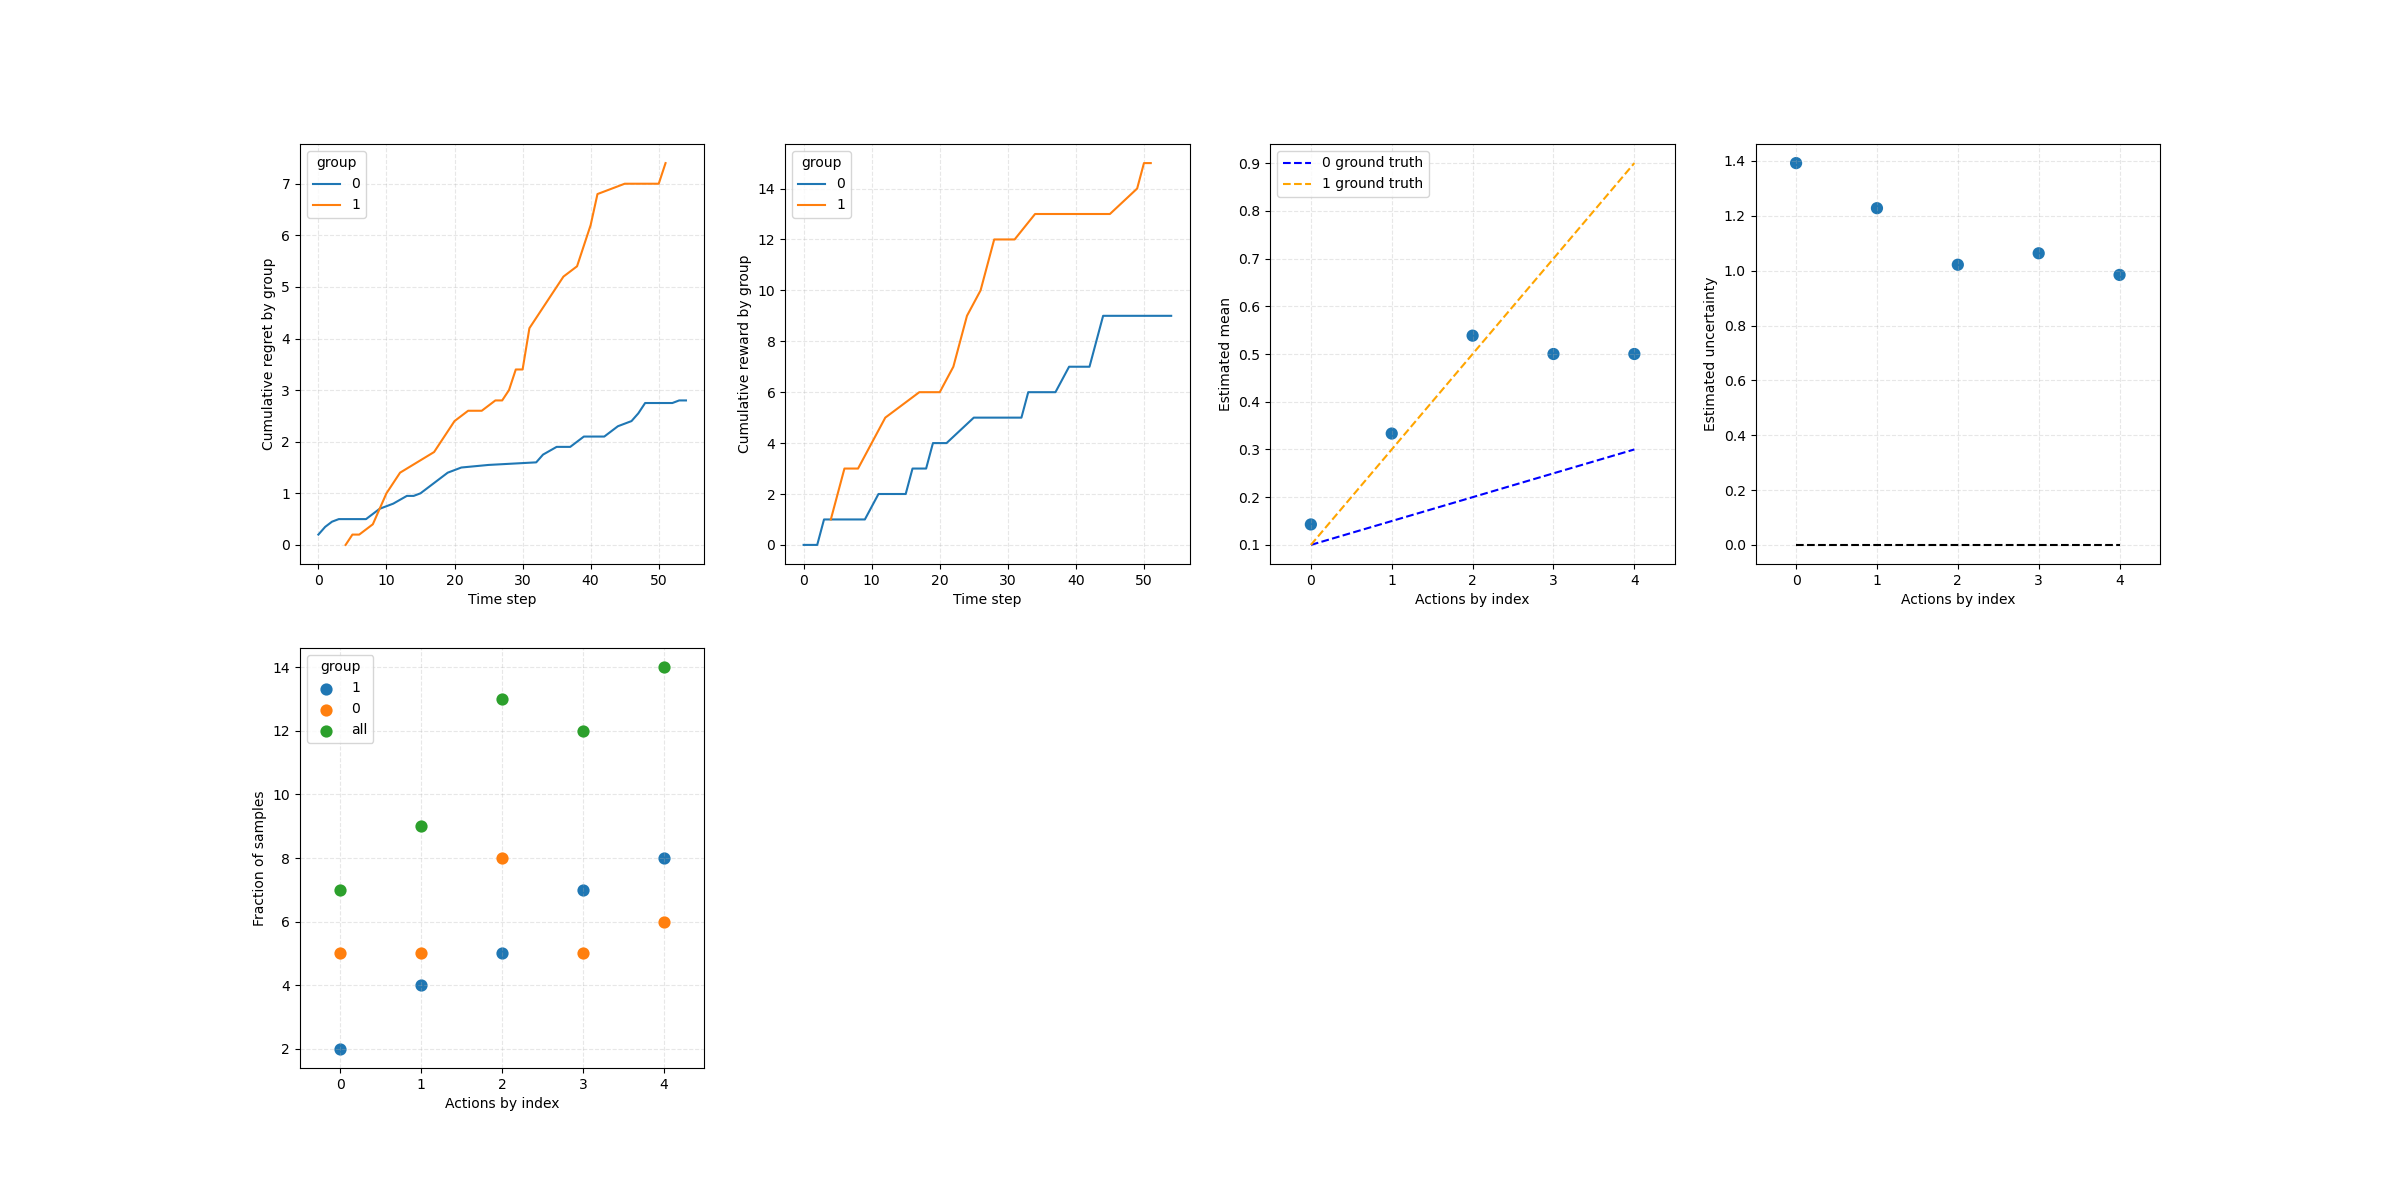 group
0
1
7
6
5
4
3
2
1
0
Cumulative regret by group
0 10 20 30 40 50
Time step
group
0
1
14
12
10
8
6
4
2
0
Cumulative reward by group
0 10 20 30 40 50
Time step
0 ground truth
1 ground truth
0.9
0.8
0.7
0.6
0.5
0.4
0.3
0.2
0.1
Estimated mean
0 1 2 3 4
Actions by index
1.4
1.2
1.0
0.8
0.6
0.4
0.2
0.0
Estimated uncertainty
0 1 2 3 4
Actions by index
group
1
0
all
14
12
10
8
6
4
2
Fraction of samples
0 1 2 3 4
Actions by index